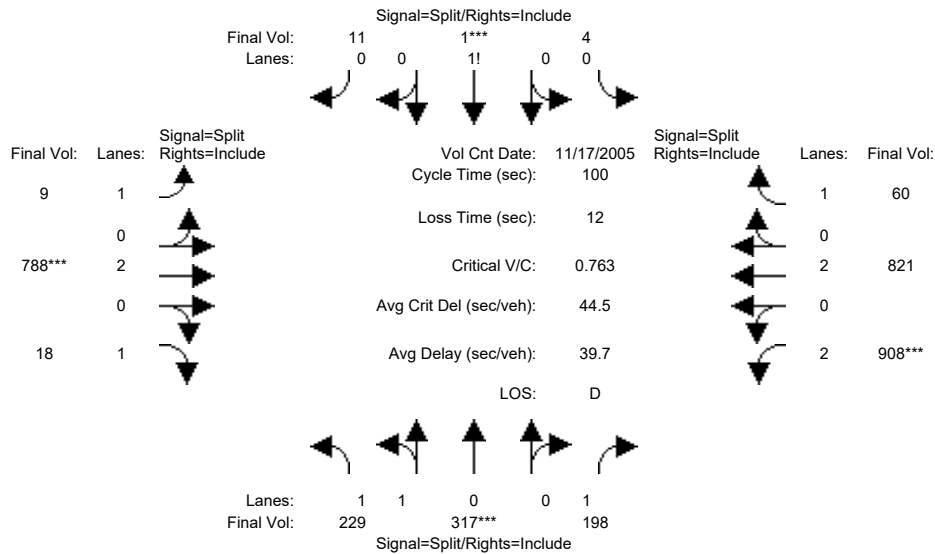 Signal=Split/Rights=Include
Final Vol: 11 1*** 4
Lanes: 0 0 1! 0 0
Signal=Split
Final Vol: Lanes: Rights=Include
Vol Cnt Date: 11/17/2005
Signal=Split
Rights=Include Lanes: Final Vol:
Cycle Time (sec): 100
9 1
1 60
Loss Time (sec): 12
0
0
788*** 2
Critical V/C: 0.763
2 821
0
Avg Crit Del (sec/veh): 44.5
0
18 1
Avg Delay (sec/veh): 39.7
2 908***
LOS: D
Lanes: 1 1 0 0 1
Final Vol: 229 317*** 198
Signal=Split/Rights=Include